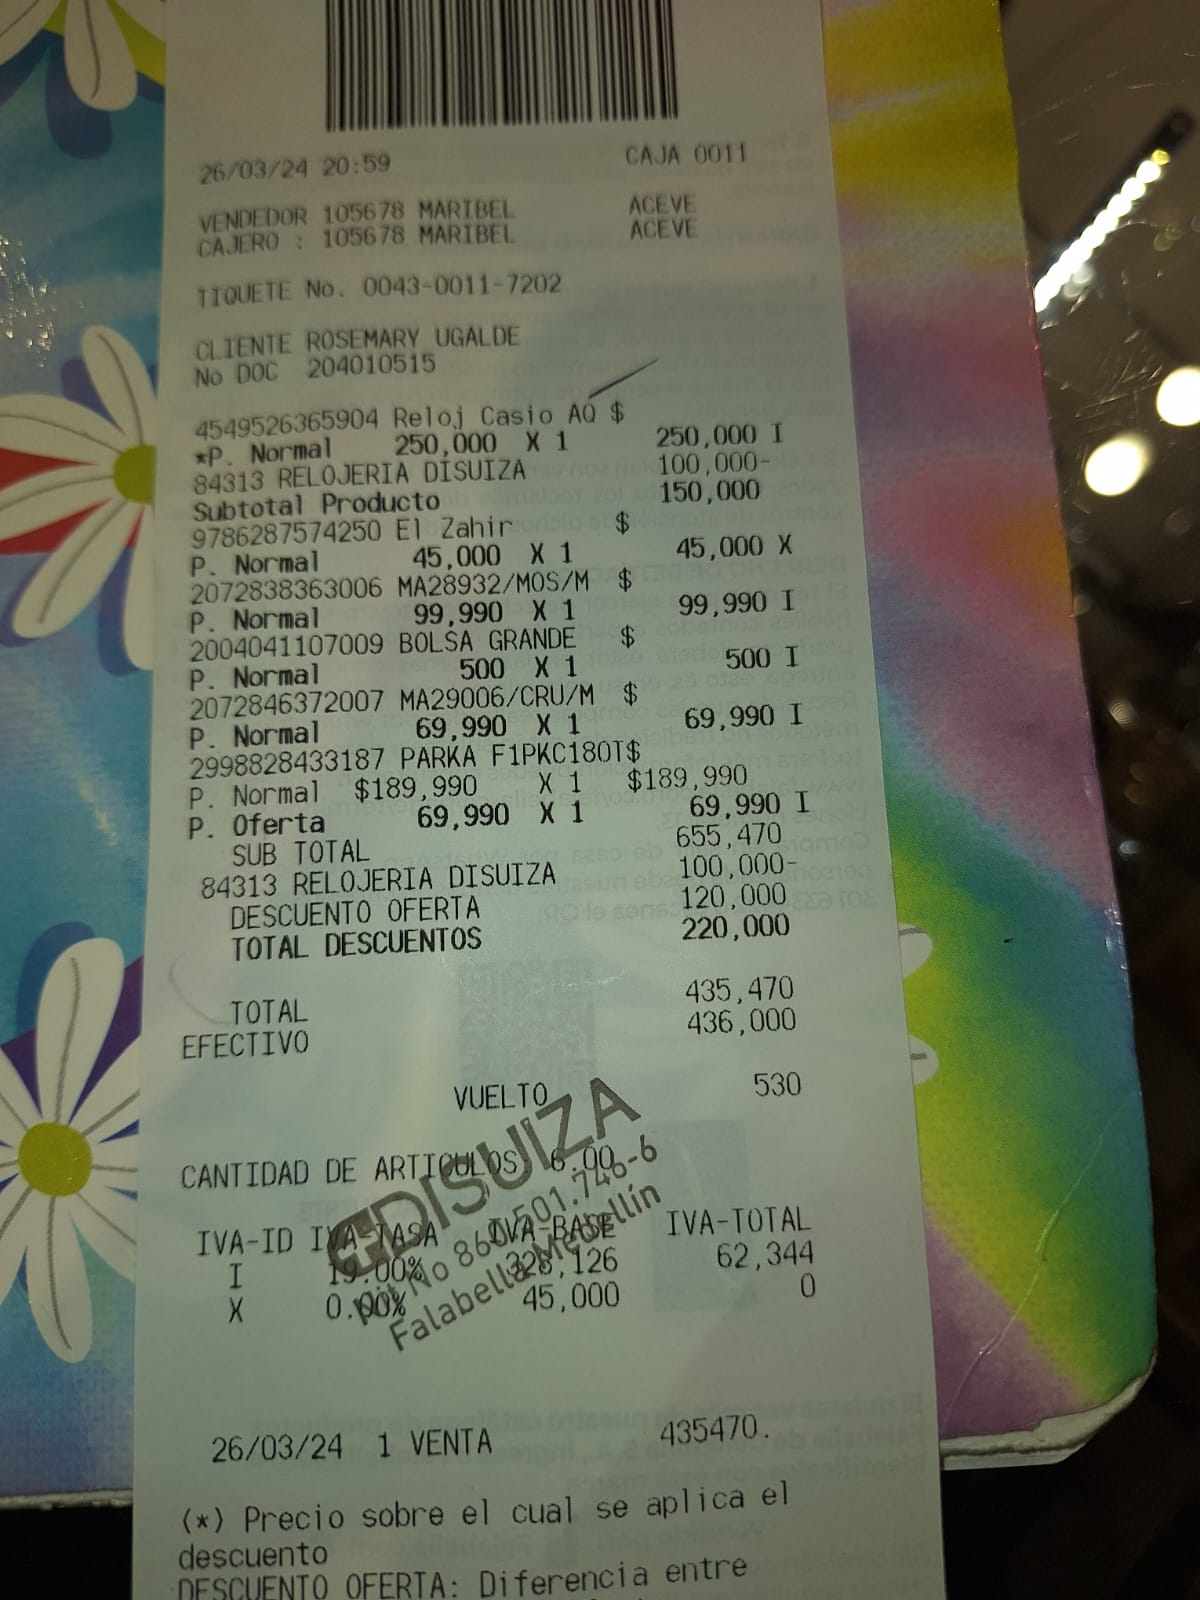 26/03/24 20:59 CAJA 0011
VENDEDOR 105678 MARIBEL ACEVE
CAJERO : 105678 MARIBEL ACEVE
TIQUETE No. 0043-0011-7202
CLIENTE ROSEMARY UGALDE
No DOC 204010515
4549526365904 Reloj Casio AQ $
*P. Normal 250,000 X 1 250,000 I
84313 RELOJERIA DISUIZA 100,000-
Subtotal Producto 150,000
9786287574250 El Zahir $
P. Normal 45,000 X 1 45,000 X
2072838363006 MA28932/MOS/M $
P. Normal 99,990 X 1 99,990 I
2004041107009 BOLSA GRANDE $
P. Normal 500 X 1 500 I
2072846372007 MA29006/CRU/M $
P. Normal 69,990 X 1 69,990 I
2998828433187 PARKA F1PKC180T$
P. Normal $189,990 X 1 $189,990
P. Oferta 69,990 X 1 69,990 I
SUB TOTAL 655,470
84313 RELOJERIA DISUIZA 100,000-
DESCUENTO OFERTA 120,000
TOTAL DESCUENTOS 220,000
TOTAL 435,470
EFECTIVO 436,000
VUELTO 530
CANTIDAD DE ARTICULOS 6.00
DISUIZA
Nit No 860.501.746-6
Falabella Medellín
IVA-ID IVA-TASA IVA-BASE IVA-TOTAL
I 19.00% 328,126 62,344
X 0.00% 45,000 0
26/03/24 1 VENTA 435470.
(*) Precio sobre el cual se aplica el
descuento
DESCUENTO OFERTA: Diferencia entre